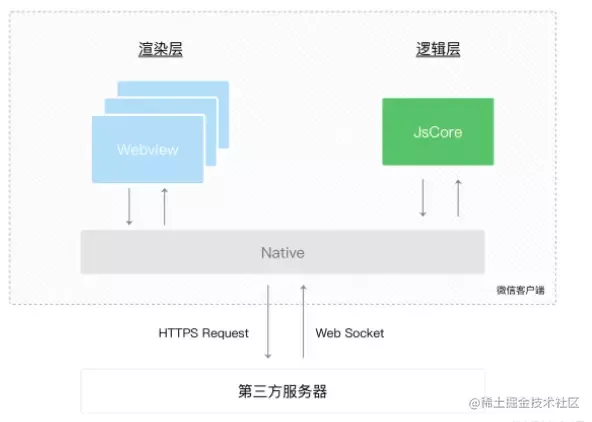 渲染层
逻辑层
Webview
JsCore
Native
微信客户端
HTTPS Request
Web Socket
第三方服务器
@稀土掘金技术社区